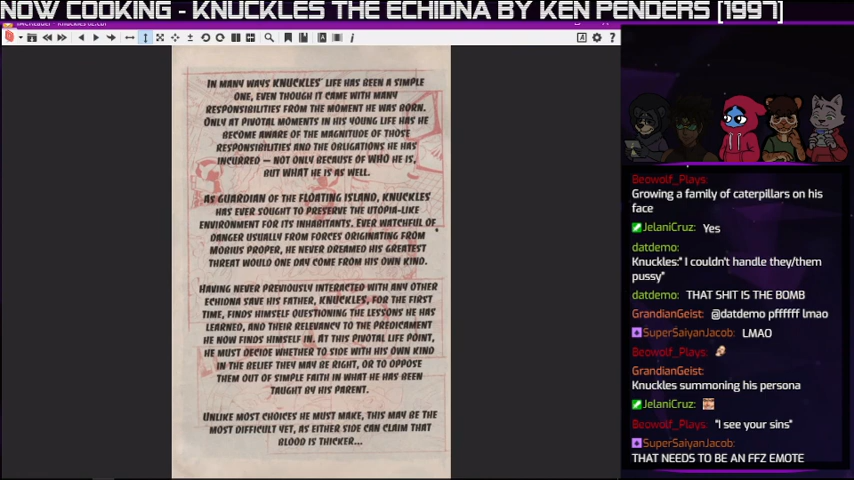 NOW COOKING - KNUCKLES THE ECHIDNA BY KEN PENDERS [1997]
IN MANY WAYS KNUCKLES' LIFE HAS BEEN A SIMPLE
ONE, EVEN THOUGH IT CAME WITH MANY
RESPONSIBILITIES FROM THE MOMENT HE WAS BORN.
ONLY AT PIVOTAL MOMENTS IN HIS YOUNG LIFE HAS HE
BECOME AWARE OF THE MAGNITUDE OF THOSE
RESPONSIBILITIES AND THE OBLIGATIONS HE HAS
INCURRED — NOT ONLY BECAUSE OF WHO HE IS,
BUT WHAT HE IS AS WELL.
AS GUARDIAN OF THE FLOATING ISLAND, KNUCKLES
HAS EVER SOUGHT TO PRESERVE THE UTOPIA-LIKE
ENVIRONMENT FOR ITS INHABITANTS. EVER WATCHFUL OF
DANGER USUALLY FROM FORCES ORIGINATING FROM
MOBIUS PROPER, HE NEVER DREAMED HIS GREATEST
THREAT WOULD ONE DAY COME FROM HIS OWN KIND.
HAVING NEVER PREVIOUSLY INTERACTED WITH ANY OTHER
ECHIDNA SAVE HIS FATHER, KNUCKLES, FOR THE FIRST
TIME, FINDS HIMSELF QUESTIONING THE LESSONS HE HAS
LEARNED, AND THEIR RELEVANCY TO THE PREDICAMENT
HE NOW FINDS HIMSELF IN. AT THIS PIVOTAL LIFE POINT,
HE MUST DECIDE WHETHER TO SIDE WITH HIS OWN KIND
IN THE BELIEF THEY MAY BE RIGHT, OR TO OPPOSE
THEM OUT OF SIMPLE FAITH IN WHAT HE HAS BEEN
TAUGHT BY HIS PARENT.
UNLIKE MOST CHOICES HE MUST MAKE, THIS MAY BE THE
MOST DIFFICULT YET, AS EITHER SIDE CAN CLAIM THAT
BLOOD IS THICKER...
Beowolf_Plays:
Growing a family of caterpillars on his
face
JelaniCruz: Yes
datdemo:
Knuckles:" I couldn't handle they/them
pussy"
datdemo: THAT SHIT IS THE BOMB
GrandianGeist: @datdemo pffffff lmao
SuperSaiyanJacob: LMAO
Beowolf_Plays:
GrandianGeist:
Knuckles summoning his persona
JelaniCruz:
Beowolf_Plays: "I see your sins"
SuperSaiyanJacob:
THAT NEEDS TO BE AN FFZ EMOTE